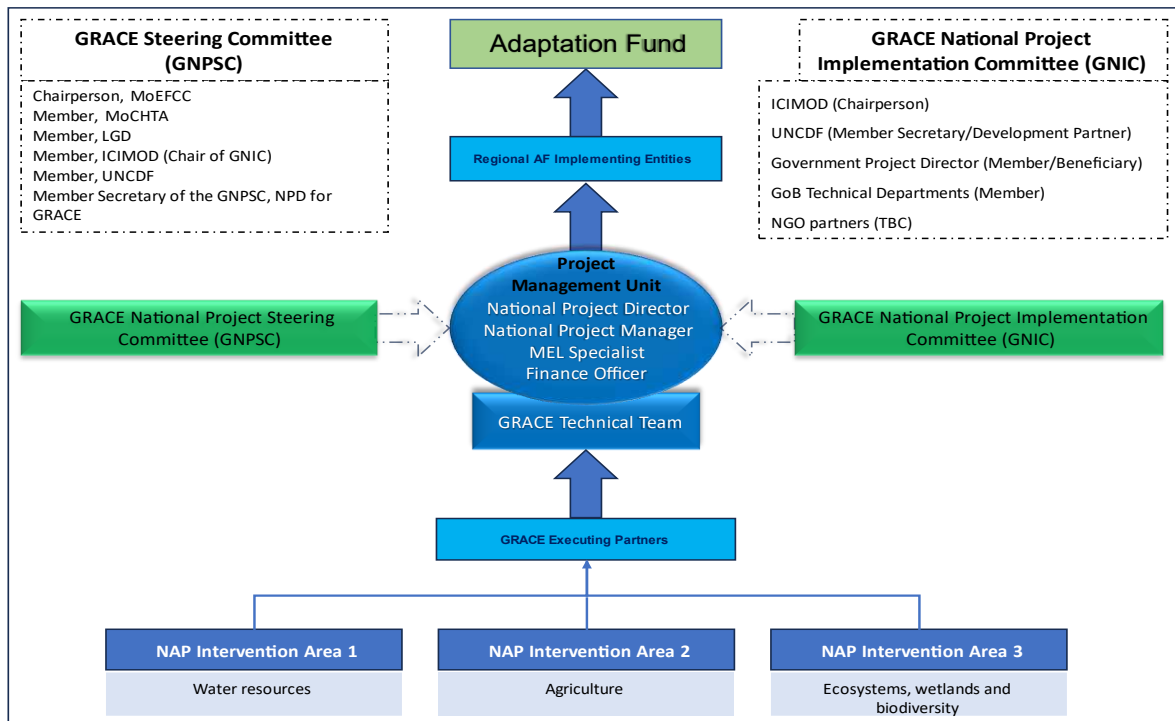 GRACE Steering Committee
(GNPSC)
Chairperson, MoEFCC
Member, MoCHTA
Member, LGD
Member, ICIMOD (Chair of GNIC)
Member, UNCDF
Member Secretary of the GNPSC, NPD for
GRACE
Adaptation Fund
GRACE National Project
Implementation Committee (GNIC)
ICIMOD (Chairperson)
UNCDF (Member Secretary/Development Partner)
Government Project Director (Member/Beneficiary)
GoB Technical Departments (Member)
NGO partners (TBC)
Regional AF Implementing Entities
Project
Management Unit
National Project Director
National Project Manager
MEL Specialist
Finance Officer
GRACE National Project Steering
Committee (GNPSC)
GRACE National Project Implementation
Committee (GNIC)
GRACE Technical Team
GRACE Executing Partners
NAP Intervention Area 1
Water resources
NAP Intervention Area 2
Agriculture
NAP Intervention Area 3
Ecosystems, wetlands and
biodiversity